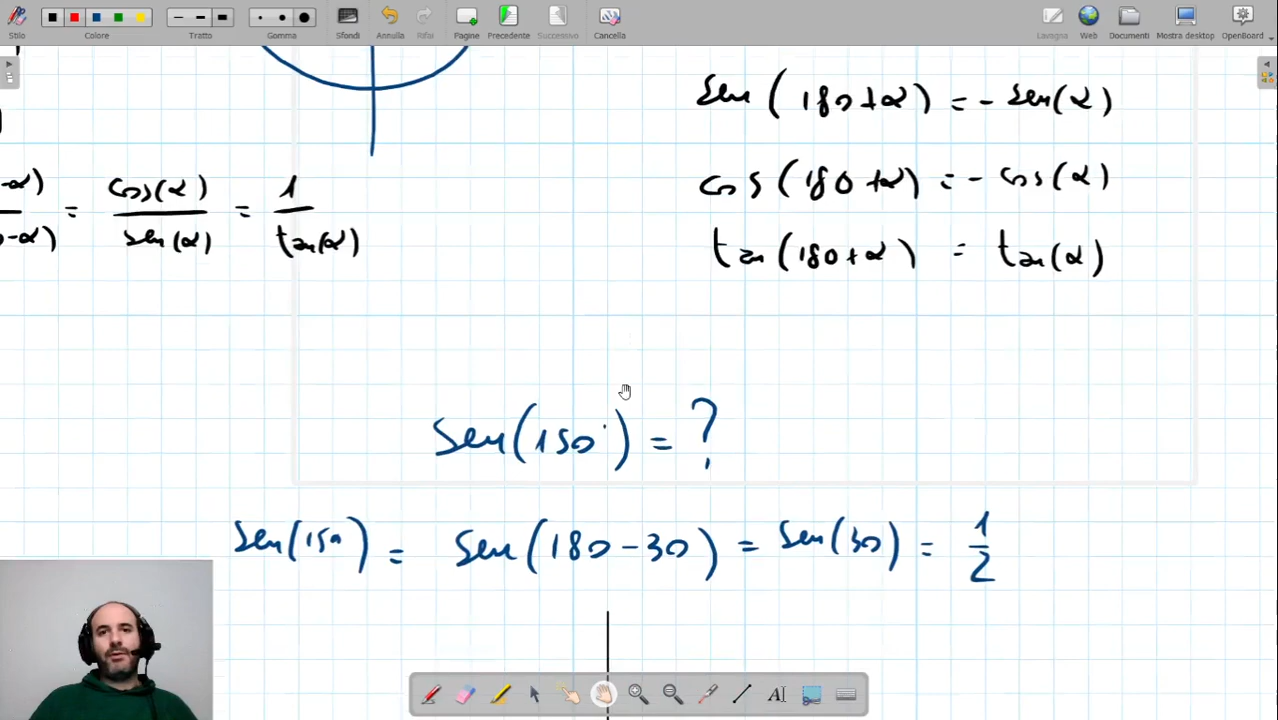 Stilo Colore Tratto Gomma Sfondi Annulla Rifai Pagine Precedente Successivo Cancella Lavagna Web Documenti Mostra desktop OpenBoard
sen (180+α) = - sen(α)
cos (180+α) = - cos(α)
tan (180+α) = tan(α)
-α) = cos(α) = 1
-α) sen(α) tan(α)
sen(150°) = ?
sen(150) = sen(180-30) = sen(30) = 1/2
AI